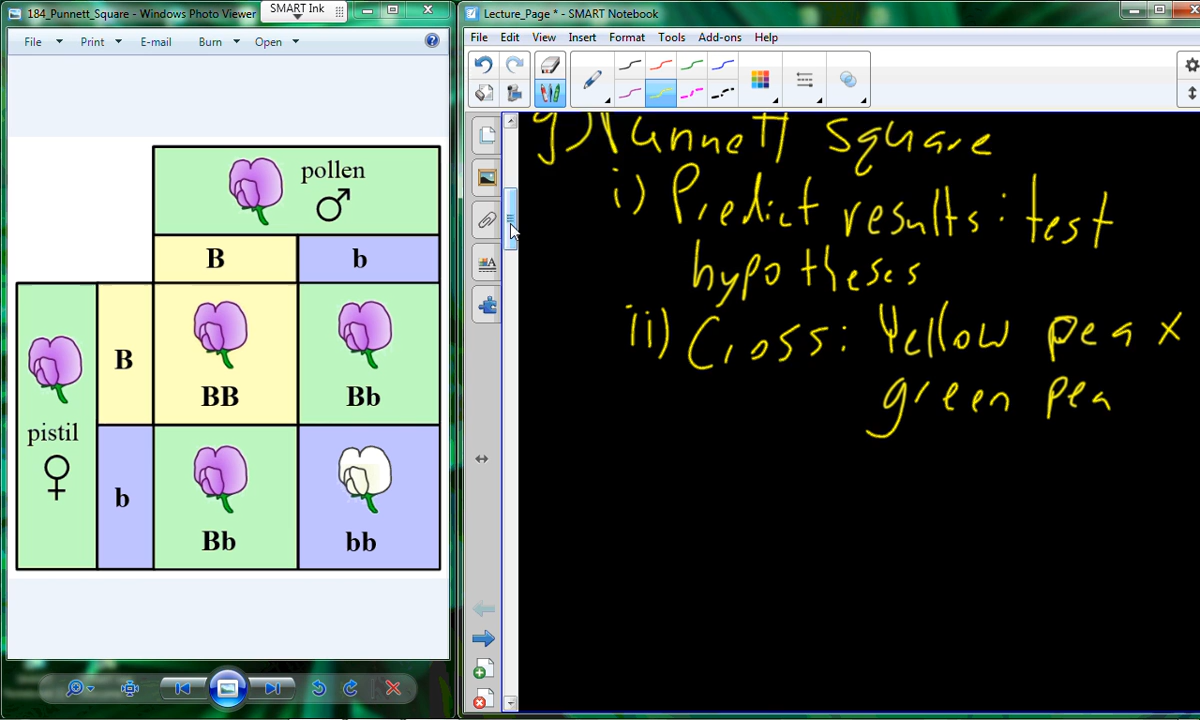 184_Punnett_Square - Windows Photo Viewer
SMART Ink
File Print E-mail Burn Open
pollen
♂
B b
pistil
♀
B
BB Bb
b
Bb bb
Lecture_Page * - SMART Notebook
File Edit View Insert Format Tools Add-ons Help
g) Punnett Square
i) Predict results: test
hypotheses
ii) Cross: Yellow pea x
green pea